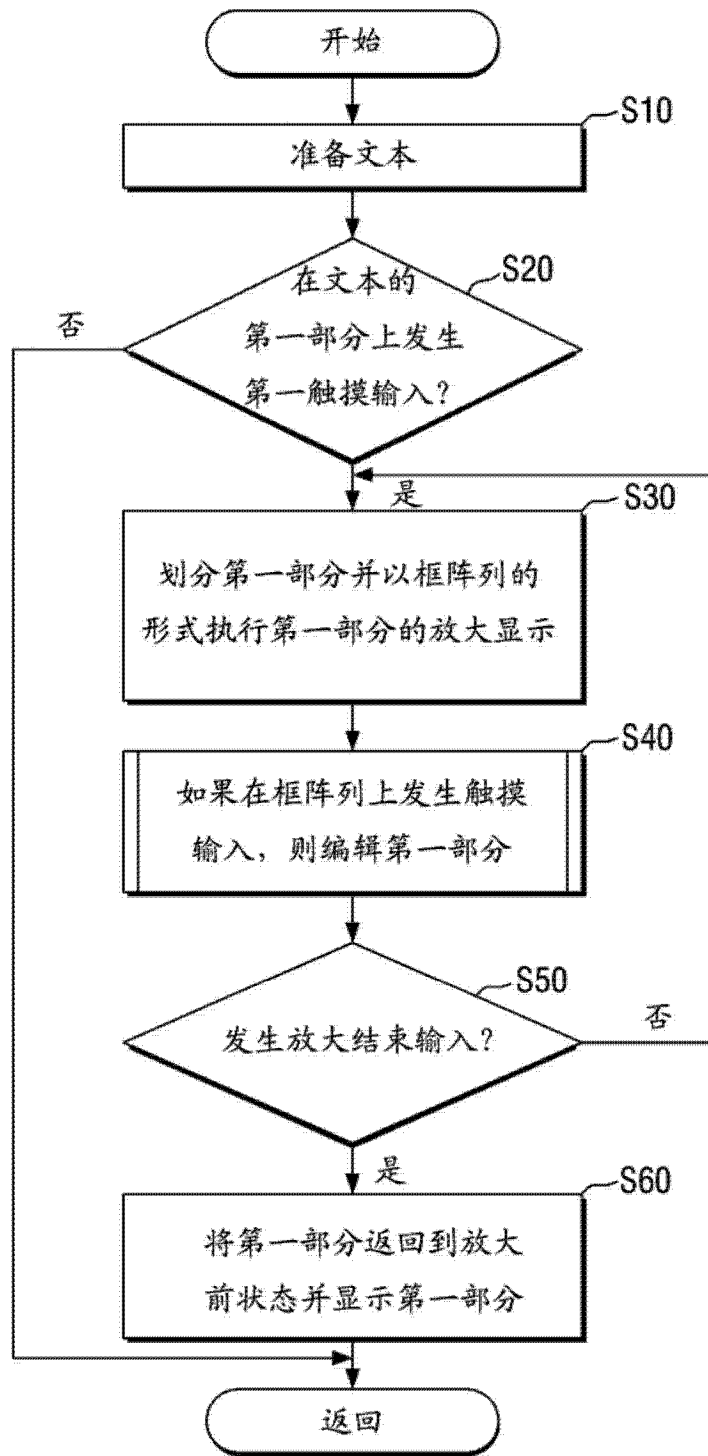 开始
S10
准备文本
S20
在文本的
第一部分上发生
第一触摸输入？
否
是
S30
划分第一部分并以框阵列的
形式执行第一部分的放大显示
S40
如果在框阵列上发生触摸
输入，则编辑第一部分
S50
发生放大结束输入？
否
是
S60
将第一部分返回到放大
前状态并显示第一部分
返回